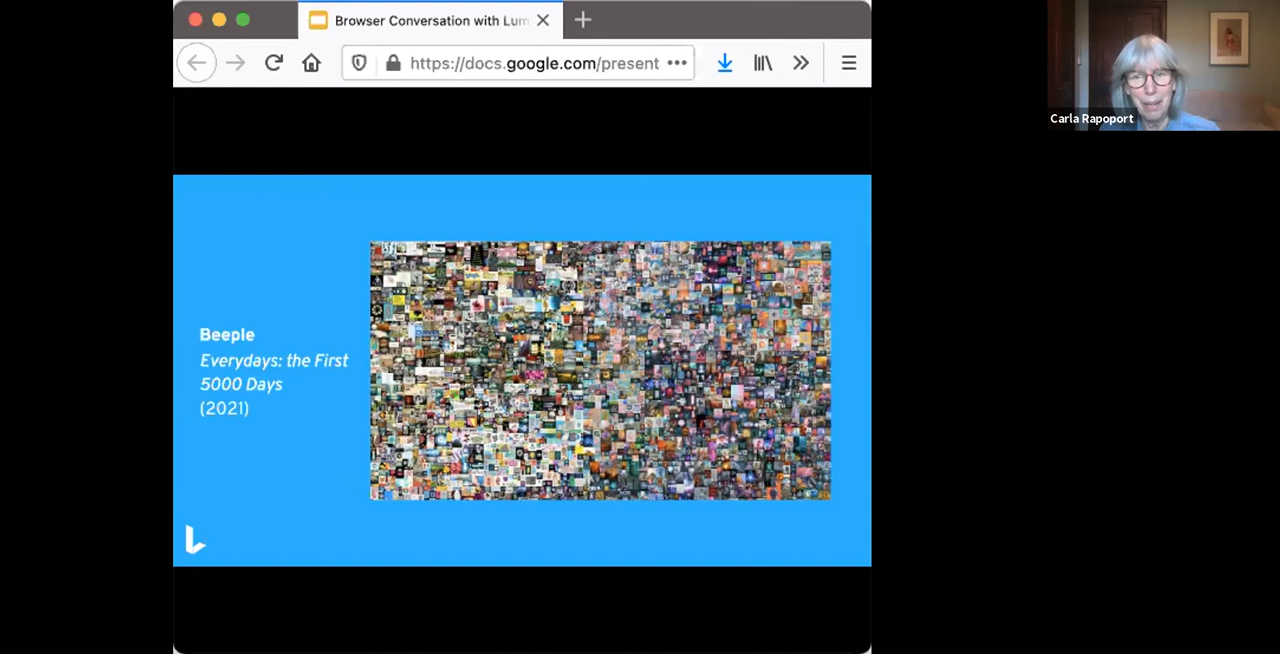 Browser Conversation with Lum
https://docs.google.com/present
Carla Rapoport
Beeple
Everydays: the First
5000 Days
(2021)